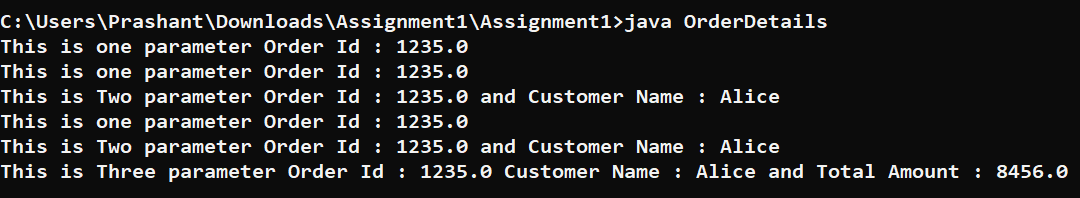 C:\Users\Prashant\Downloads\Assignment1\Assignment1>java OrderDetails
This is one parameter Order Id : 1235.0
This is one parameter Order Id : 1235.0
This is Two parameter Order Id : 1235.0 and Customer Name : Alice
This is one parameter Order Id : 1235.0
This is Two parameter Order Id : 1235.0 and Customer Name : Alice
This is Three parameter Order Id : 1235.0 Customer Name : Alice and Total Amount : 8456.0